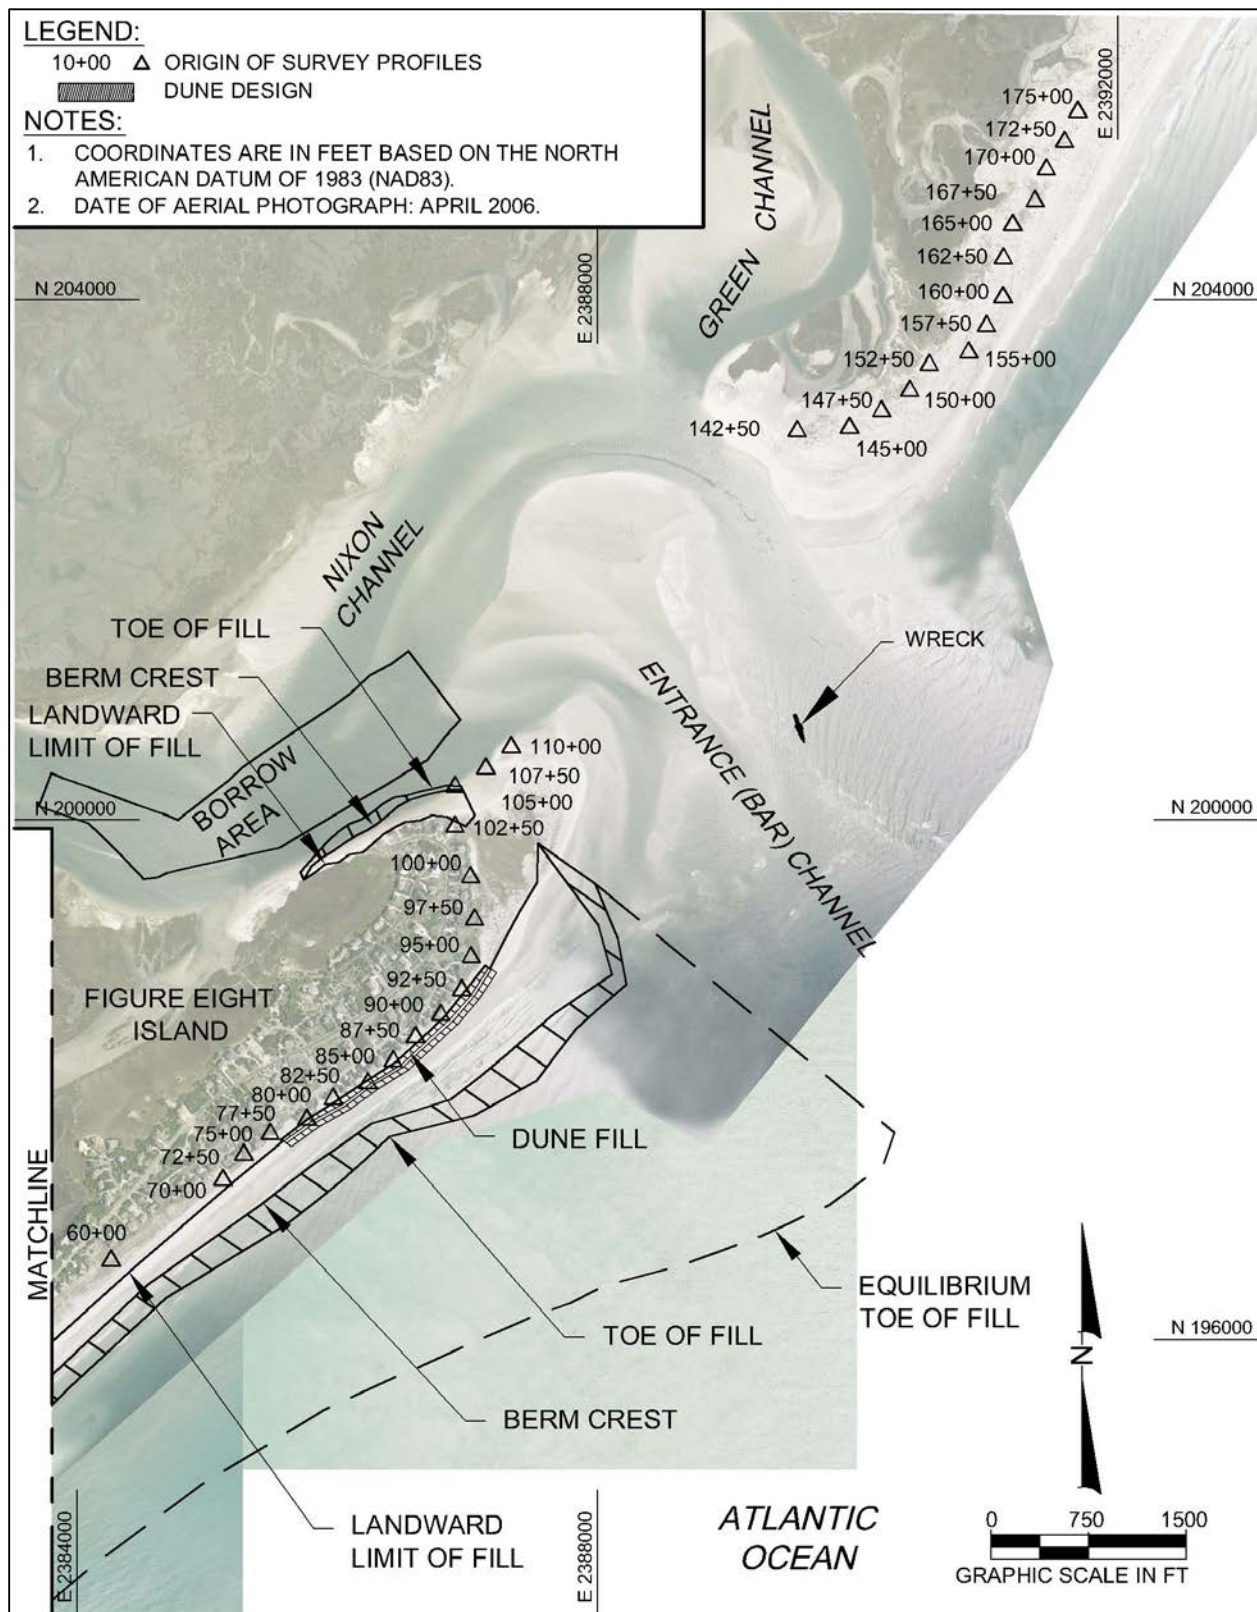 LEGEND:
10+00 △ ORIGIN OF SURVEY PROFILES
DUNE DESIGN
NOTES:
1. COORDINATES ARE IN FEET BASED ON THE NORTH
AMERICAN DATUM OF 1983 (NAD83).
2. DATE OF AERIAL PHOTOGRAPH: APRIL 2006.
E 2392000
175+00
172+50
170+00
167+50
165+00
162+50
160+00
157+50
155+00
152+50
150+00
147+50
145+00
142+50
GREEN CHANNEL
E 2388000
N 204000
N 204000
NIXON
CHANNEL
TOE OF FILL
BERM CREST
LANDWARD
LIMIT OF FILL
WRECK
ENTRANCE (BAR) CHANNEL
BORROW
AREA
N 200000
N 200000
110+00
107+50
105+00
102+50
100+00
97+50
95+00
92+50
90+00
87+50
85+00
82+50
80+00
77+50
75+00
72+50
70+00
60+00
FIGURE EIGHT
ISLAND
MATCHLINE
DUNE FILL
EQUILIBRIUM
TOE OF FILL
TOE OF FILL
BERM CREST
LANDWARD
LIMIT OF FILL
N 196000
N
E 2384000
E 2388000
ATLANTIC
OCEAN
0 750 1500
GRAPHIC SCALE IN FT